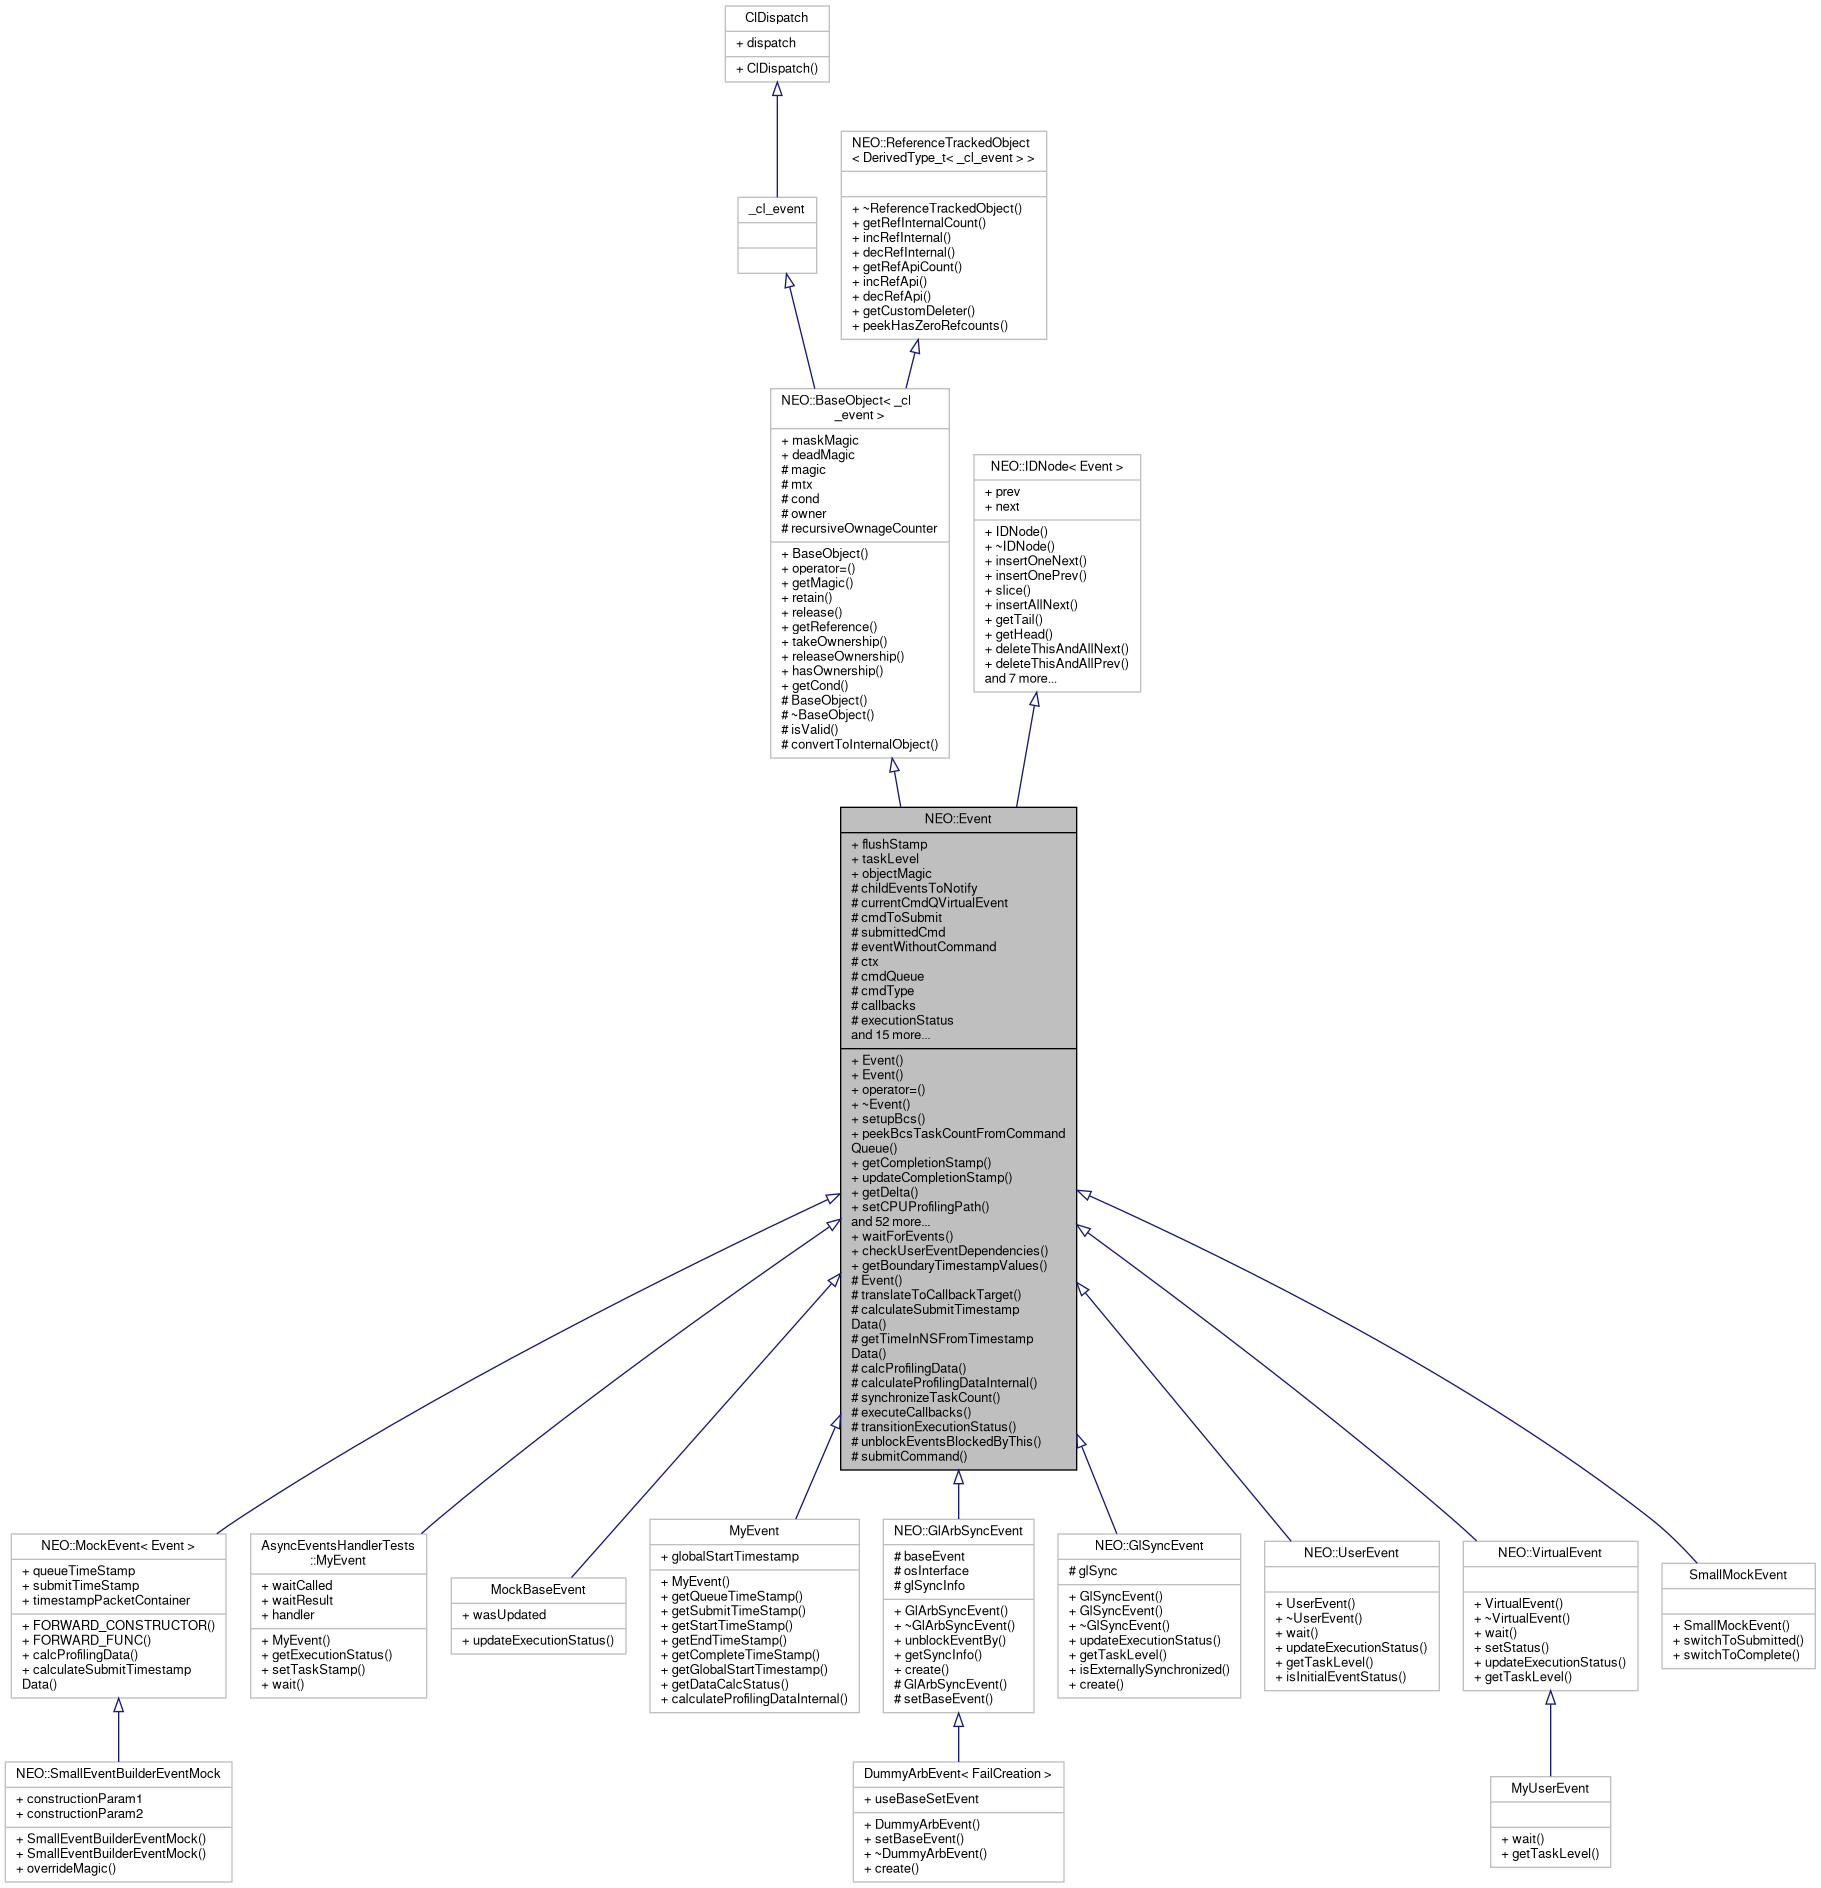 ClDispatch
+ dispatch
+ ClDispatch()
NEO::ReferenceTrackedObject
< DerivedType_t< _cl_event > >
+ ~ReferenceTrackedObject()
+ getRefInternalCount()
+ incRefInternal()
+ decRefInternal()
+ getRefApiCount()
+ incRefApi()
+ decRefApi()
+ getCustomDeleter()
+ peekHasZeroRefcounts()
_cl_event
NEO::BaseObject< _cl
_event >
+ maskMagic
+ deadMagic
# magic
# mtx
# cond
# owner
# recursiveOwnageCounter
+ BaseObject()
+ operator=()
+ getMagic()
+ retain()
+ release()
+ getReference()
+ takeOwnership()
+ releaseOwnership()
+ hasOwnership()
+ getCond()
# BaseObject()
# ~BaseObject()
# isValid()
# convertToInternalObject()
NEO::IDNode< Event >
+ prev
+ next
+ IDNode()
+ ~IDNode()
+ insertOneNext()
+ insertOnePrev()
+ slice()
+ insertAllNext()
+ getTail()
+ getHead()
+ deleteThisAndAllNext()
+ deleteThisAndAllPrev()
and 7 more...
NEO::Event
+ flushStamp
+ taskLevel
+ objectMagic
# childEventsToNotify
# currentCmdQVirtualEvent
# cmdToSubmit
# submittedCmd
# eventWithoutCommand
# ctx
# cmdQueue
# cmdType
# callbacks
# executionStatus
and 15 more...
+ Event()
+ Event()
+ operator=()
+ ~Event()
+ setupBcs()
+ peekBcsTaskCountFromCommand
Queue()
+ getCompletionStamp()
+ updateCompletionStamp()
+ getDelta()
+ setCPUProfilingPath()
and 52 more...
+ waitForEvents()
+ checkUserEventDependencies()
+ getBoundaryTimestampValues()
# Event()
# translateToCallbackTarget()
# calculateSubmitTimestamp
Data()
# getTimeInNSFromTimestamp
Data()
# calcProfilingData()
# calculateProfilingDataInternal()
# synchronizeTaskCount()
# executeCallbacks()
# transitionExecutionStatus()
# unblockEventsBlockedByThis()
# submitCommand()
NEO::MockEvent< Event >
+ queueTimeStamp
+ submitTimeStamp
+ timestampPacketContainer
+ FORWARD_CONSTRUCTOR()
+ FORWARD_FUNC()
+ calcProfilingData()
+ calculateSubmitTimestamp
Data()
AsyncEventsHandlerTests
::MyEvent
+ waitCalled
+ waitResult
+ handler
+ MyEvent()
+ getExecutionStatus()
+ setTaskStamp()
+ wait()
MockBaseEvent
+ wasUpdated
+ updateExecutionStatus()
MyEvent
+ globalStartTimestamp
+ MyEvent()
+ getQueueTimeStamp()
+ getSubmitTimeStamp()
+ getStartTimeStamp()
+ getEndTimeStamp()
+ getCompleteTimeStamp()
+ getGlobalStartTimestamp()
+ getDataCalcStatus()
+ calculateProfilingDataInternal()
NEO::GlArbSyncEvent
# baseEvent
# osInterface
# glSyncInfo
+ GlArbSyncEvent()
+ ~GlArbSyncEvent()
+ unblockEventBy()
+ getSyncInfo()
+ create()
# GlArbSyncEvent()
# setBaseEvent()
NEO::GlSyncEvent
# glSync
+ GlSyncEvent()
+ GlSyncEvent()
+ ~GlSyncEvent()
+ updateExecutionStatus()
+ getTaskLevel()
+ isExternallySynchronized()
+ create()
NEO::UserEvent
+ UserEvent()
+ ~UserEvent()
+ wait()
+ updateExecutionStatus()
+ getTaskLevel()
+ isInitialEventStatus()
NEO::VirtualEvent
+ VirtualEvent()
+ ~VirtualEvent()
+ wait()
+ setStatus()
+ updateExecutionStatus()
+ getTaskLevel()
SmallMockEvent
+ SmallMockEvent()
+ switchToSubmitted()
+ switchToComplete()
NEO::SmallEventBuilderEventMock
+ constructionParam1
+ constructionParam2
+ SmallEventBuilderEventMock()
+ SmallEventBuilderEventMock()
+ overrideMagic()
DummyArbEvent< FailCreation >
+ useBaseSetEvent
+ DummyArbEvent()
+ setBaseEvent()
+ ~DummyArbEvent()
+ create()
MyUserEvent
+ wait()
+ getTaskLevel()